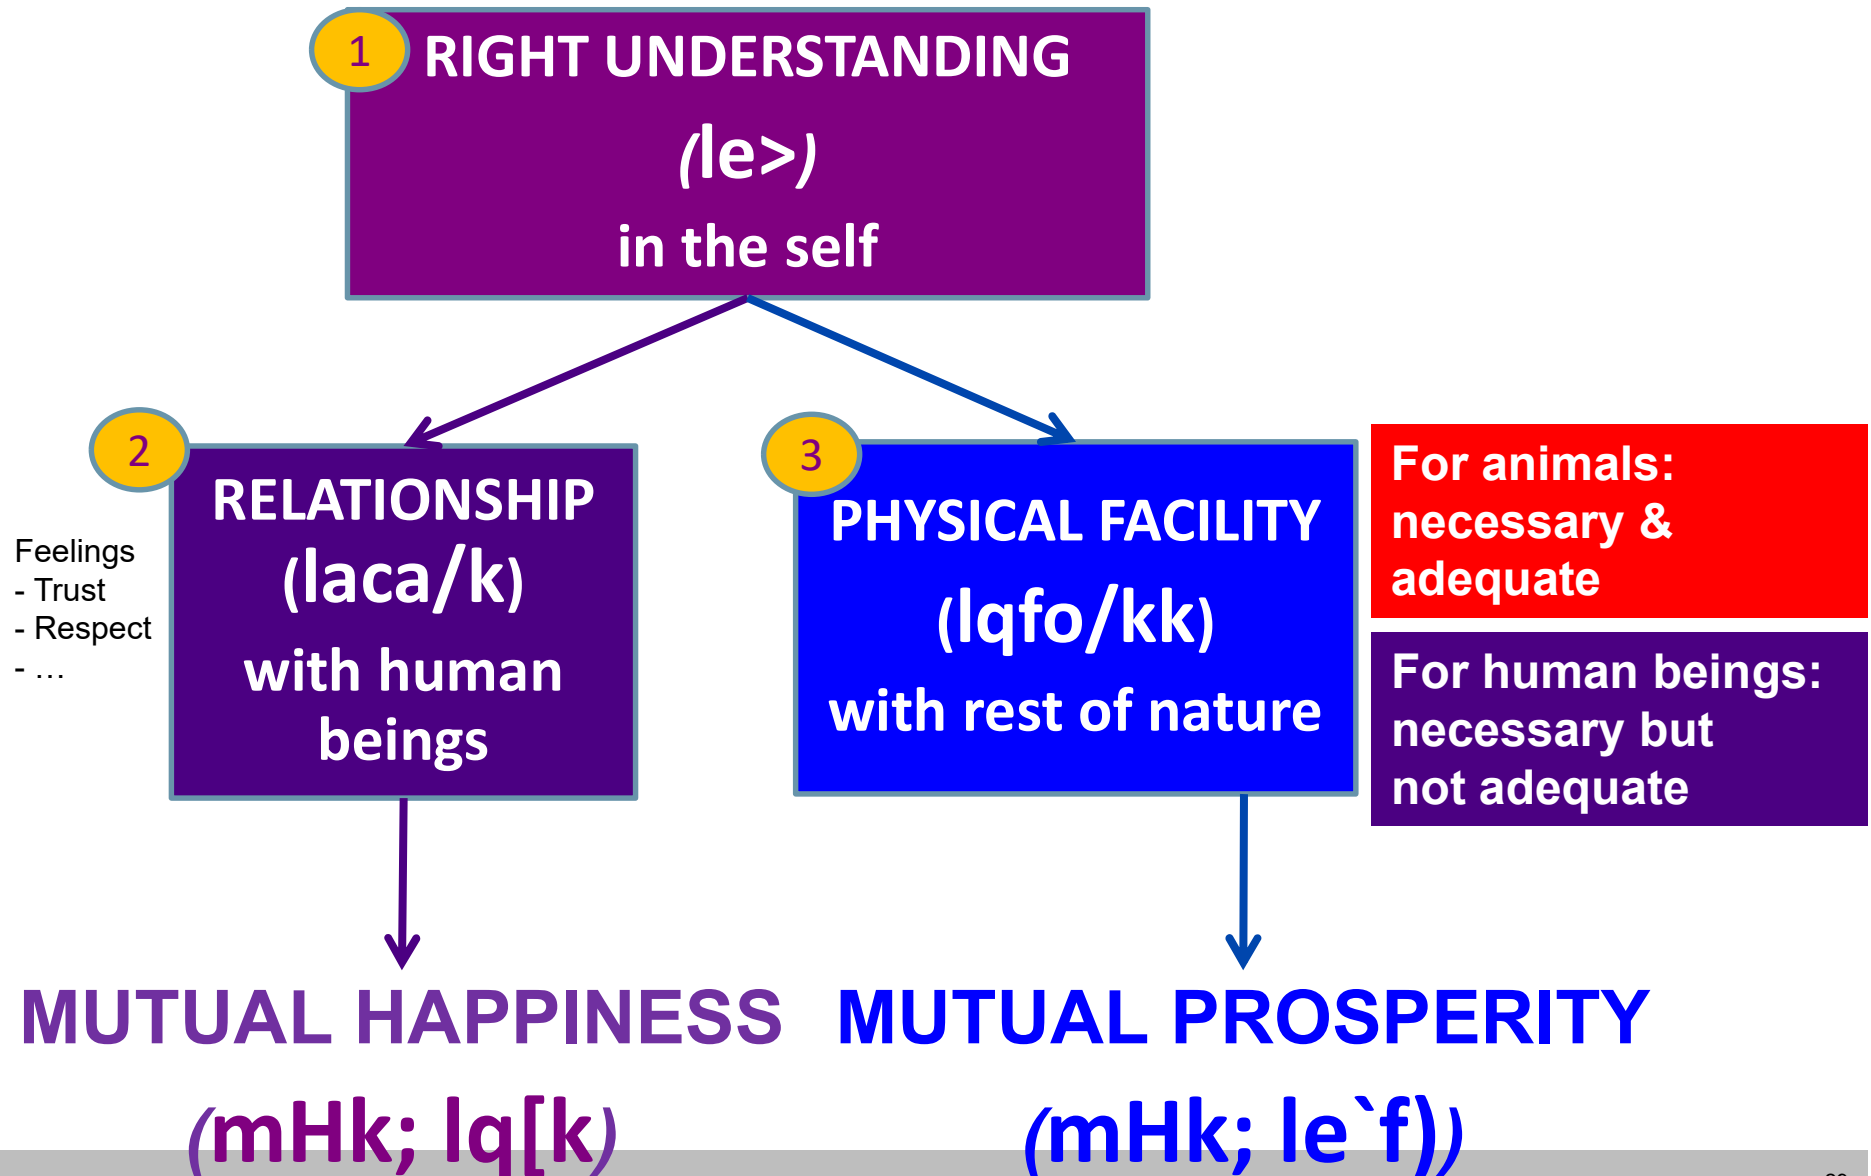 1
RIGHT UNDERSTANDING
(le>)
in the self
2
RELATIONSHIP
(laca/k)
with human
beings
Feelings
- Trust
- Respect
- …
3
PHYSICAL FACILITY
(lqfo/kk)
with rest of nature
For animals:
necessary &
adequate
For human beings:
necessary but
not adequate
MUTUAL HAPPINESS
(mHk; lq[k)
MUTUAL PROSPERITY
(mHk; le`f))